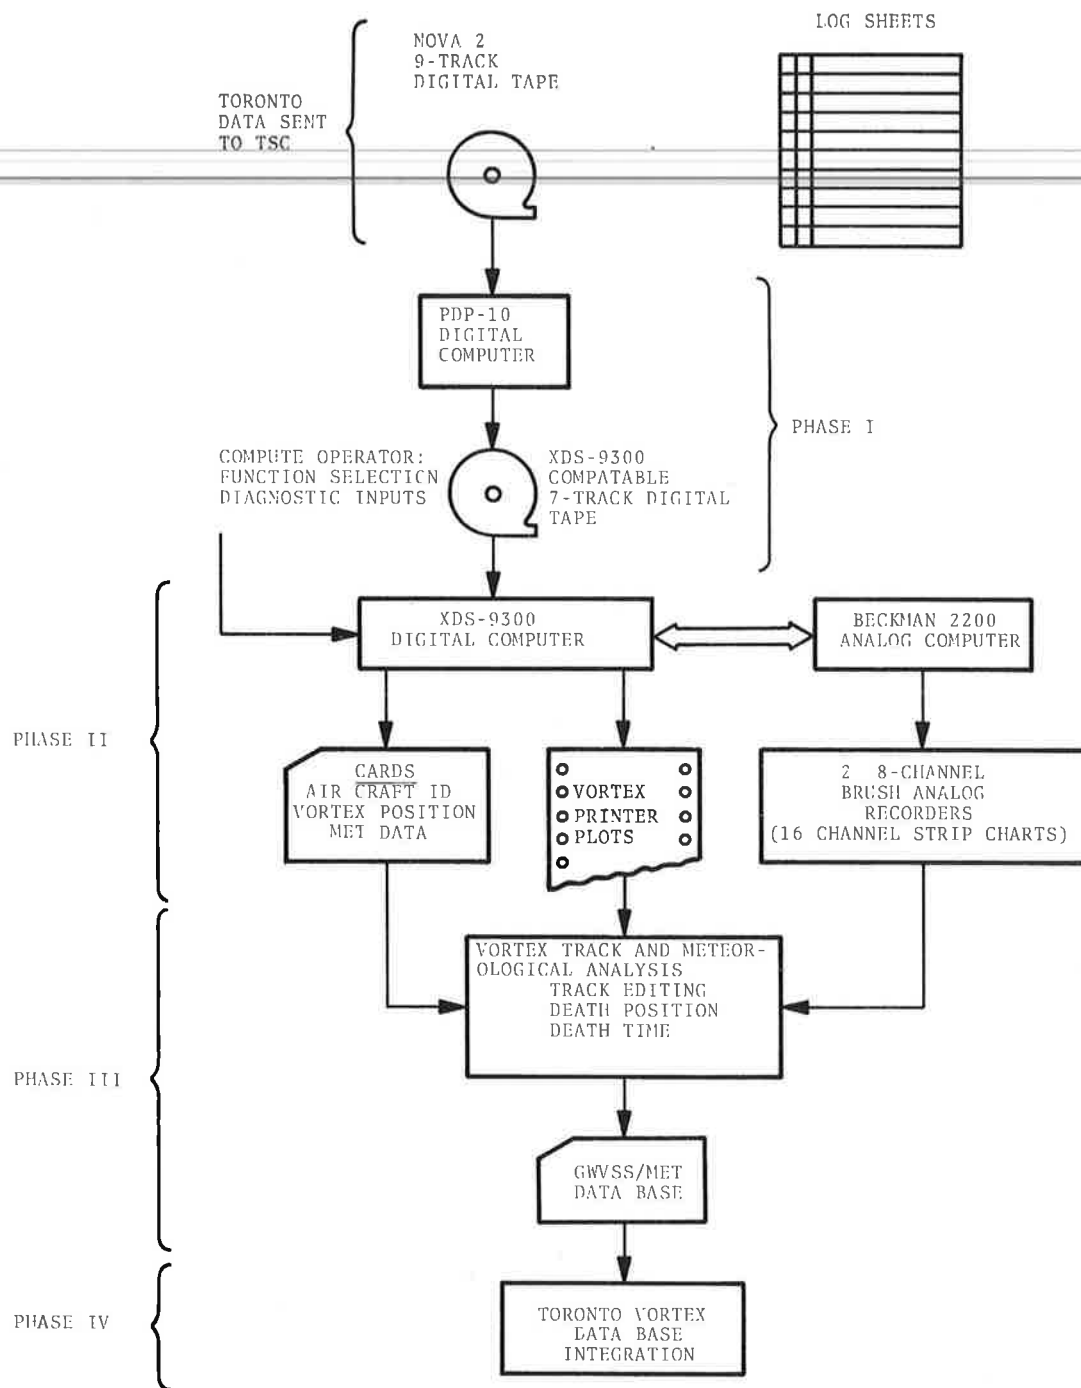 LOG SHEETS
NOVA 2
9-TRACK
DIGITAL TAPE
TORONTO
DATA SENT
TO TSC
PDP-10
DIGITAL
COMPUTER
PHASE I
COMPUTE OPERATOR:
FUNCTION SELECTION
DIAGNOSTIC INPUTS
XDS-9300
COMPATABLE
7-TRACK DIGITAL
TAPE
XDS-9300
DIGITAL COMPUTER
BECKMAN 2200
ANALOG COMPUTER
PHASE II
CARDS
AIR CRAFT ID
VORTEX POSITION
MET DATA
VORTEX
PRINTER
PLOTS
2 8-CHANNEL
BRUSH ANALOG
RECORDERS
(16 CHANNEL STRIP CHARTS)
VORTEX TRACK AND METEOR-
OLOGICAL ANALYSIS
TRACK EDITING
DEATH POSITION
DEATH TIME
PHASE III
GWVSS/MET
DATA BASE
PHASE IV
TORONTO VORTEX
DATA BASE
INTEGRATION